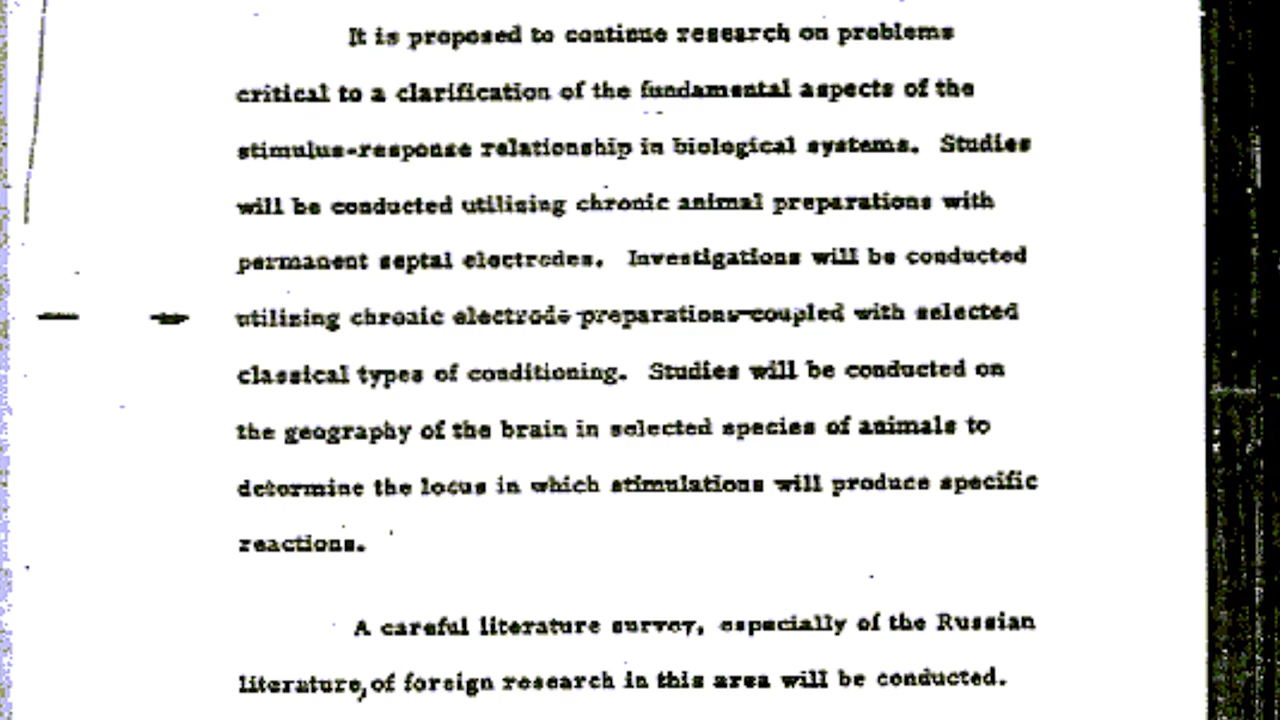 It is proposed to continue research on problems
critical to a clarification of the fundamental aspects of the
stimulus-response relationship in biological systems. Studies
will be conducted utilizing chronic animal preparations with
permanent septal electrodes. Investigations will be conducted
utilizing chronic electrode preparations coupled with selected
classical types of conditioning. Studies will be conducted on
the geography of the brain in selected species of animals to
determine the locus in which stimulations will produce specific
reactions.
A careful literature survey, especially of the Russian
literature, of foreign research in this area will be conducted.